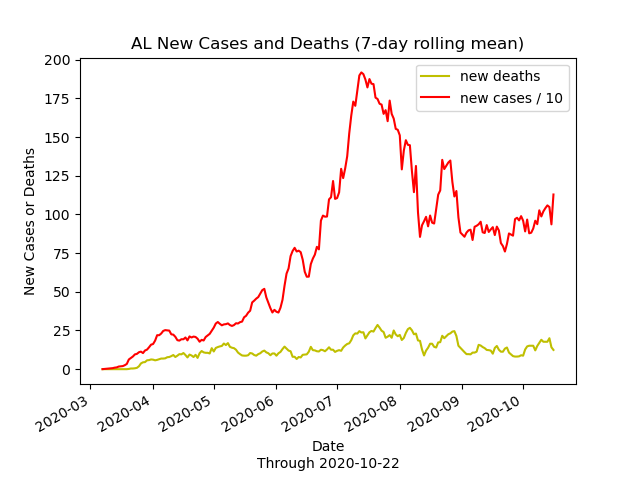 AL New Cases and Deaths (7-day rolling mean)
new deaths
new cases / 10
New Cases or Deaths
200
175
150
125
100
75
50
25
0
2020-03
2020-04
2020-05
2020-06
2020-07
2020-08
2020-09
2020-10
Date
Through 2020-10-22